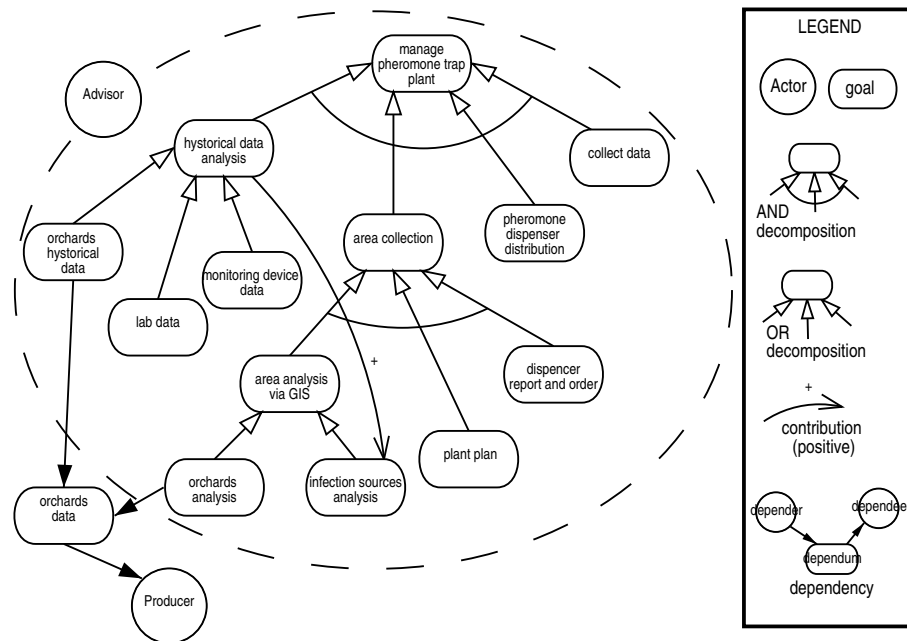 manage
pheromone trap
plant
Advisor
hystorical data
analysis
collect data
orchards
hystorical
data
area collection
pheromone
dispenser
distribution
monitoring device
data
lab data
+
area analysis
via GIS
dispencer
report and order
plant plan
orchards
analysis
infection sources
analysis
orchards
data
Producer
LEGEND
Actor
goal
AND
decomposition
OR
decomposition
+
contribution
(positive)
depender
dependee
dependum
dependency